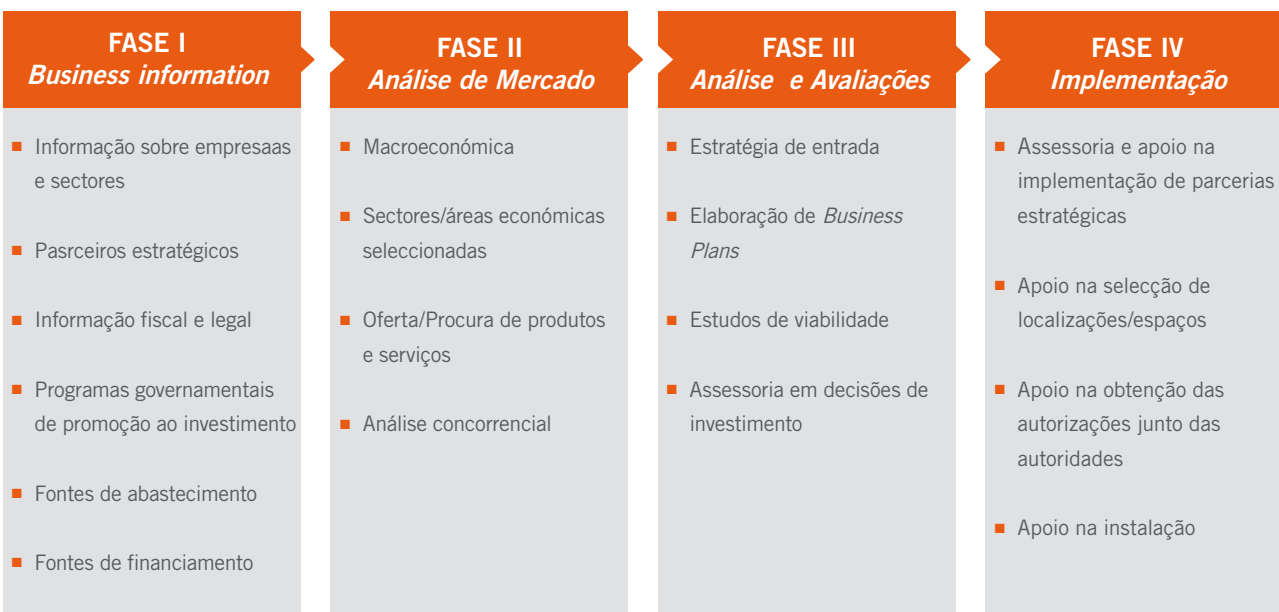 FASE I
Business information
Informação sobre empresaas
e sectores
Pasrceiros estratégicos
Informação fiscal e legal
Programas governamentais
de promoção ao investimento
Fontes de abastecimento
Fontes de financiamento
FASE II
Análise de Mercado
Macroeconómica
Sectores/áreas económicas
seleccionadas
Oferta/Procura de produtos
e serviços
Análise concorrencial
FASE III
Análise e Avaliações
Estratégia de entrada
Elaboração de Business
Plans
Estudos de viabilidade
Assessoria em decisões de
investimento
FASE IV
Implementação
Assessoria e apoio na
implementação de parcerias
estratégicas
Apoio na selecção de
localizações/espaços
Apoio na obtenção das
autorizações junto das
autoridades
Apoio na instalação